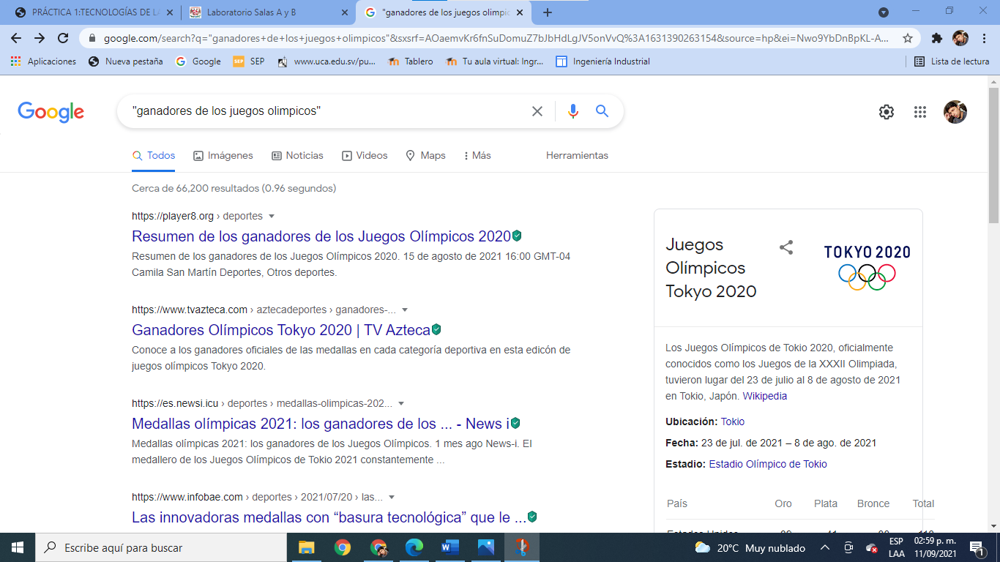 PRÁCTICA 1:TECNOLOGÍAS DE LA
Laboratorio Salas A y B
"ganadores de los juegos olimpic
google.com/search?q="ganadores+de+los+juegos+olimpicos"&sxsrf=AOaemvKr6fnSuDomuZ7bJbHdLgJV5onVvQ%3A1631390263154&source=hp&ei=Nwo9YbDnBpKL-A...
Aplicaciones
Nueva pestaña
Google
SEP
SEP
www.uca.edu.sv/pu...
Tablero
Tu aula virtual: Ingr...
Ingeniería Industrial
Lista de lectura
Google
"ganadores de los juegos olimpicos"
Todos
Imágenes
Noticias
Videos
Maps
Más
Herramientas
Cerca de 66,200 resultados (0.96 segundos)
https://player8.org › deportes
Resumen de los ganadores de los Juegos Olímpicos 2020
Resumen de los ganadores de los Juegos Olímpicos 2020. 15 de agosto de 2021 16:00 GMT-04
Camila San Martín Deportes, Otros deportes.
https://www.tvazteca.com › aztecadeportes › ganadores-...
Ganadores Olímpicos Tokyo 2020 | TV Azteca
Conoce a los ganadores oficiales de las medallas en cada categoría deportiva en esta edicón de
juegos olímpicos Tokyo 2020.
https://es.newsi.icu › deportes › medallas-olimpicas-202...
Medallas olímpicas 2021: los ganadores de los ... - News i
Medallas olímpicas 2021: los ganadores de los Juegos Olímpicos. 1 mes ago News-i. El
medallero de los Juegos Olímpicos de Tokio 2021 constantemente ...
https://www.infobae.com › deportes › 2021/07/20 › las...
Las innovadoras medallas con “basura tecnológica” que le ...
Juegos
Olímpicos
Tokyo 2020
TOKYO 2020
Los Juegos Olímpicos de Tokio 2020, oficialmente
conocidos como los Juegos de la XXXII Olimpiada,
tuvieron lugar del 23 de julio al 8 de agosto de 2021
en Tokio, Japón. Wikipedia
Ubicación: Tokio
Fecha: 23 de jul. de 2021 – 8 de ago. de 2021
Estadio: Estadio Olímpico de Tokio
País Oro Plata Bronce Total
Estados Unidos
Escribe aquí para buscar
20°C Muy nublado
ESP
LAA
02:59 p. m.
11/09/2021
1